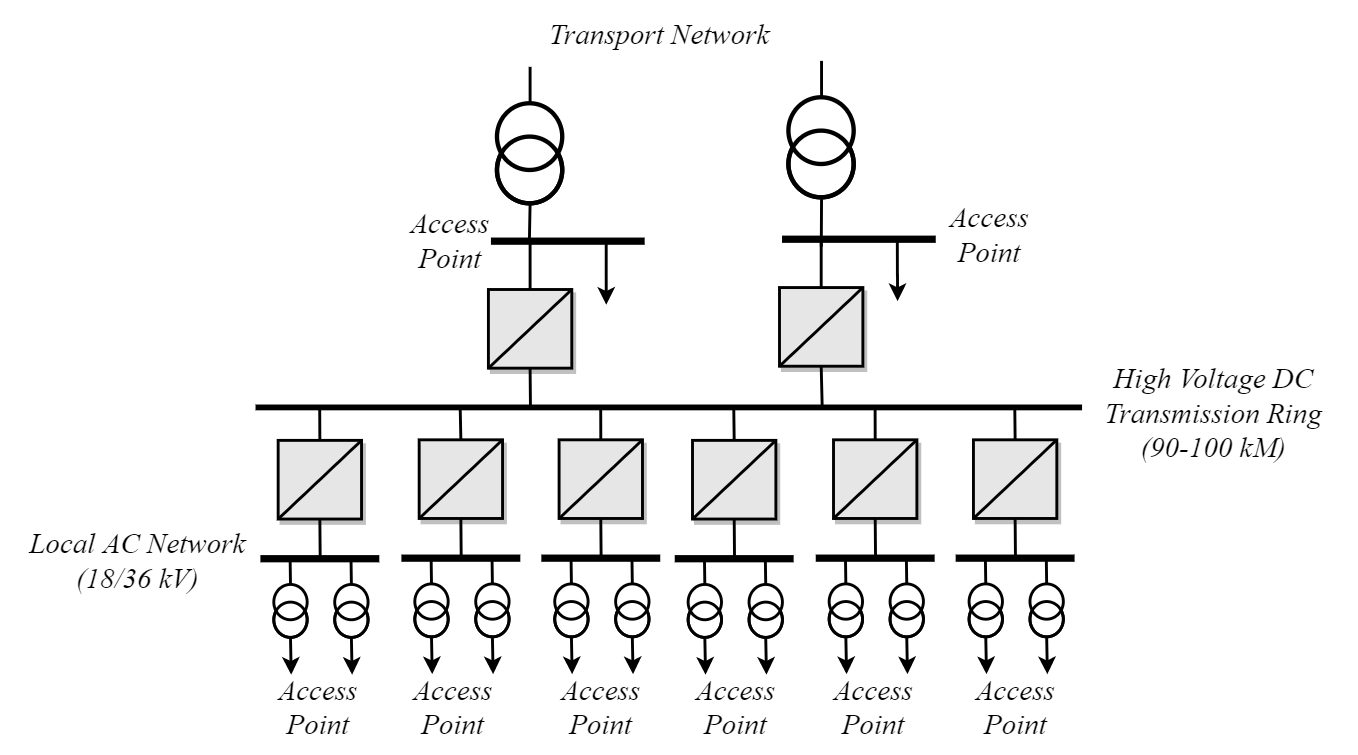 Transport Network
Access
Point
Access
Point
High Voltage DC
Transmission Ring
(90-100 kM)
Local AC Network
(18/36 kV)
Access
Point
Access
Point
Access
Point
Access
Point
Access
Point
Access
Point